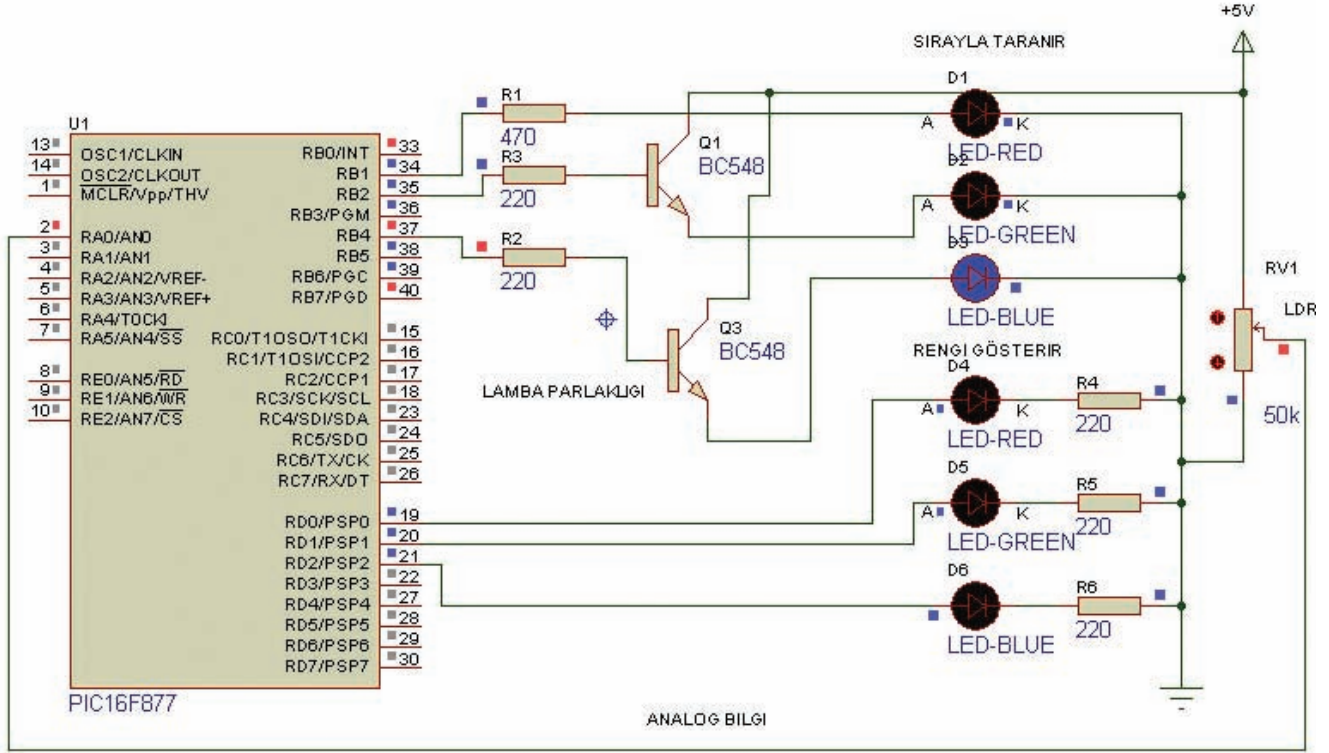 +5V
SIRAYLA TARANIR
D1
A
K
LED-RED
R1
470
U1
Q1
BC548
R3
220
D2
A
K
LED-GREEN
R2
220
D3
LED-BLUE
Q3
BC548
RV1
LDR
50k
LAMBA PARLAKLIGI
RENGI GÖSTERIR
D4
A
K
LED-RED
R4
220
D5
A
K
LED-GREEN
R5
220
D6
LED-BLUE
R6
220
13 OSC1/CLKIN
14 OSC2/CLKOUT
1 MCLR/Vpp/THV
2 RA0/AN0
3 RA1/AN1
4 RA2/AN2/VREF-
5 RA3/AN3/VREF+
6 RA4/T0CKI
7 RA5/AN4/SS
8 RE0/AN5/RD
9 RE1/AN6/WR
10 RE2/AN7/CS
RB0/INT 33
RB1 34
RB2 35
RB3/PGM 36
RB4 37
RB5 38
RB6/PGC 39
RB7/PGD 40
RC0/T1OSO/T1CKI 15
RC1/T1OSI/CCP2 16
RC2/CCP1 17
RC3/SCK/SCL 18
RC4/SDI/SDA 23
RC5/SDO 24
RC6/TX/CK 25
RC7/RX/DT 26
RD0/PSP0 19
RD1/PSP1 20
RD2/PSP2 21
RD3/PSP3 22
RD4/PSP4 27
RD5/PSP5 28
RD6/PSP6 29
RD7/PSP7 30
PIC16F877
ANALOG BILGI